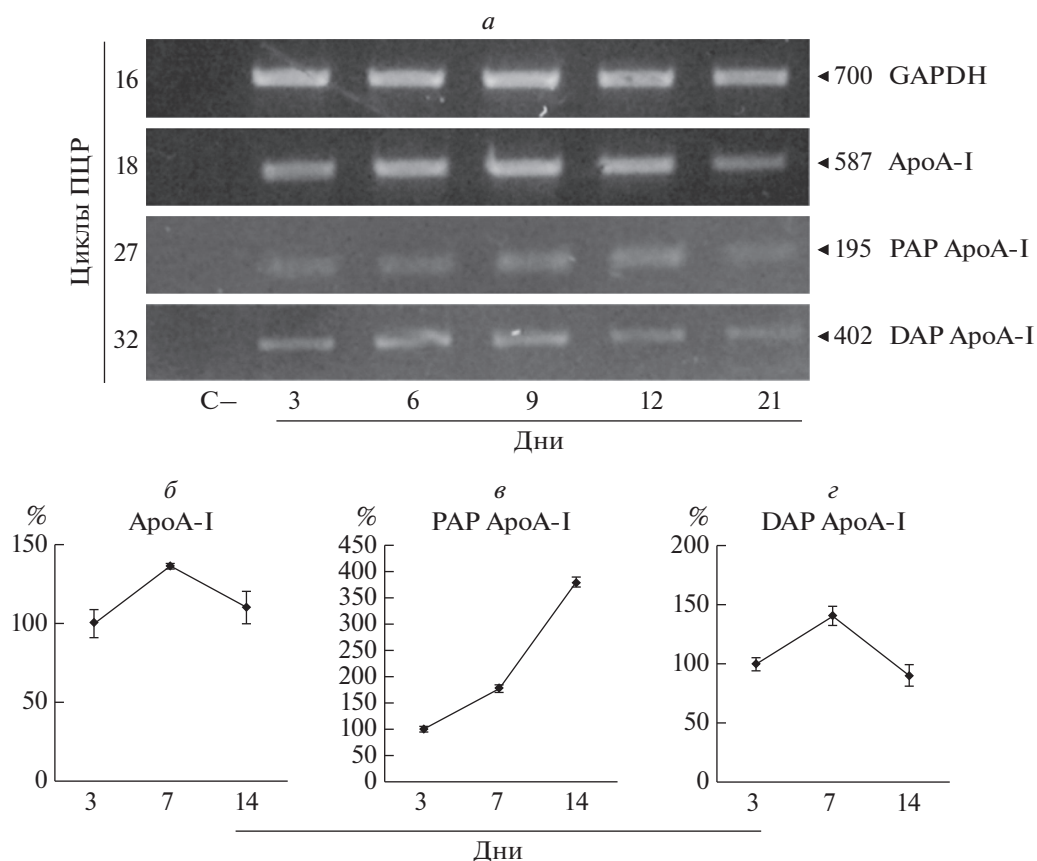 а
Циклы ПЦР
16 ◄700 GAPDH
18 ◄587 ApoA-I
27 ◄195 PAP ApoA-I
32 ◄402 DAP ApoA-I
C– 3 6 9 12 21
Дни
б в г
ApoA-I PAP ApoA-I DAP ApoA-I
% % %
150
100
50
0
3 7 14
450
400
350
300
250
200
150
100
50
0
3 7 14
200
150
100
50
0
3 7 14
Дни